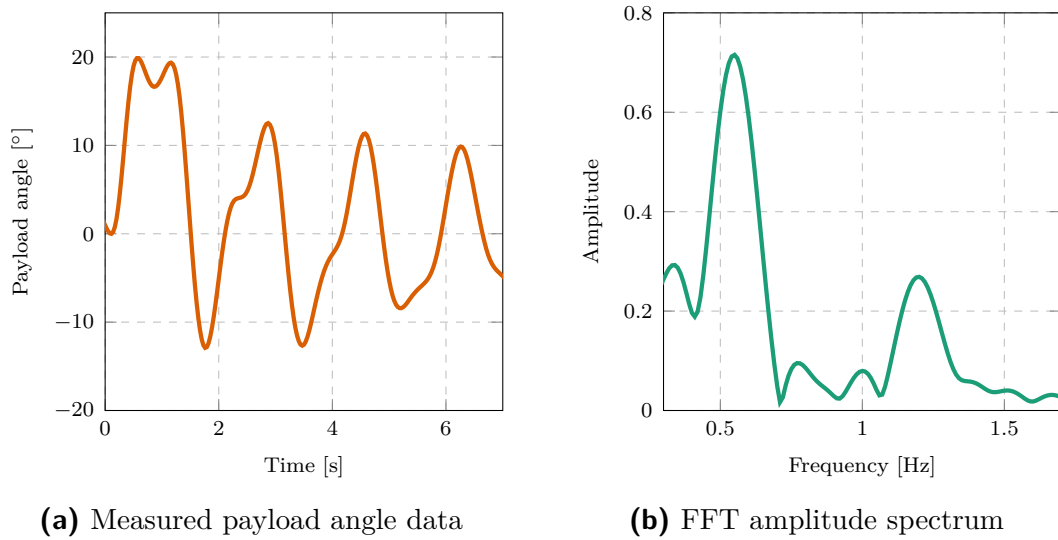 20
10
0
−10
−20
0
2
4
6
Payload angle [°]
Time [s]
(a) Measured payload angle data
0.8
0.6
0.4
0.2
0
0.5
1
1.5
Amplitude
Frequency [Hz]
(b) FFT amplitude spectrum